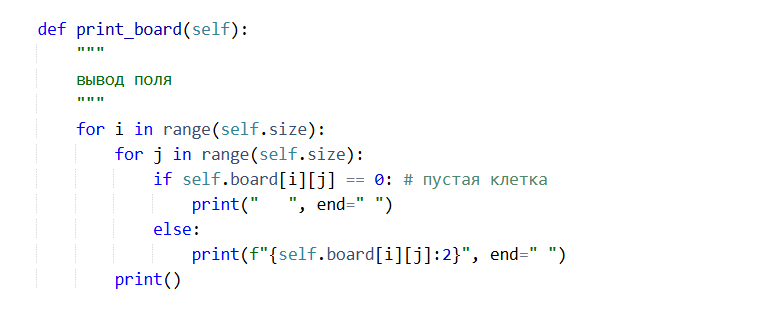 def print_board(self):
    """
    вывод поля
    """
    for i in range(self.size):
        for j in range(self.size):
            if self.board[i][j] == 0: # пустая клетка
                print("   ", end=" ")
            else:
                print(f"{self.board[i][j]:2}", end=" ")
        print()